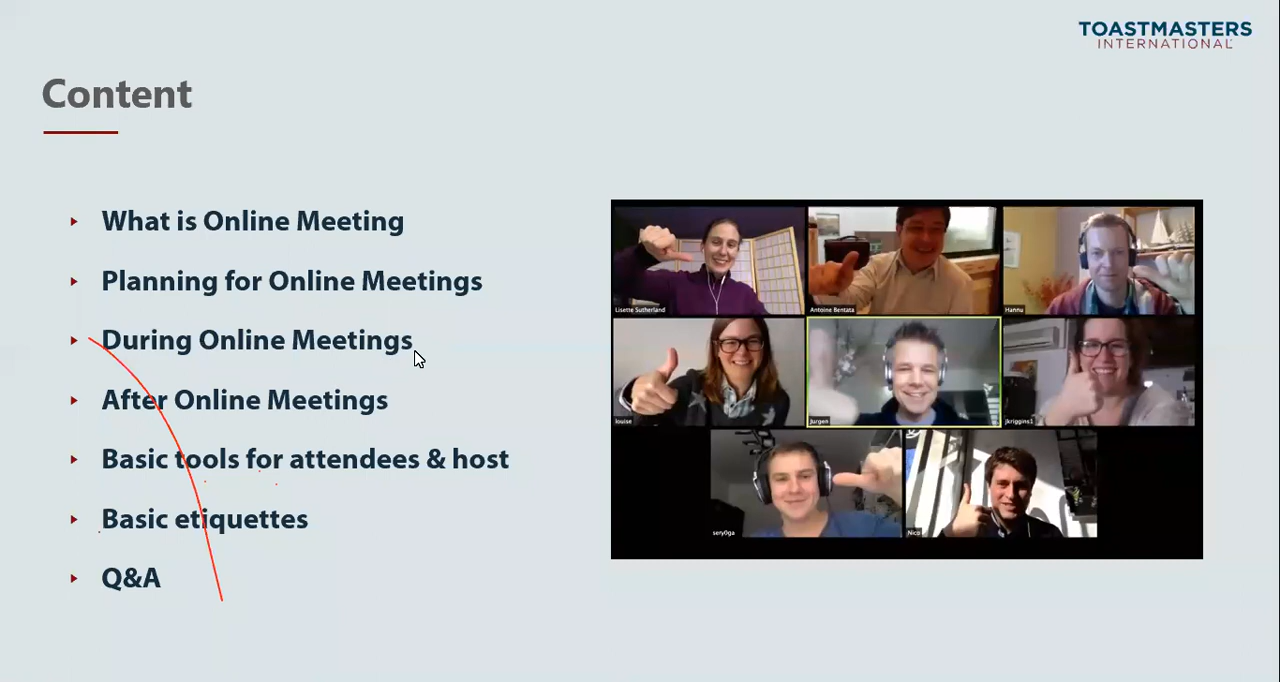 TOASTMASTERS
INTERNATIONAL
Content
What is Online Meeting
Planning for Online Meetings
During Online Meetings
After Online Meetings
Basic tools for attendees & host
Basic etiquettes
Q&A
Lisette Sutherland
Antoine Bentata
Hannu
louise
Jurgen
jkriggins1
sery0ga
Nico